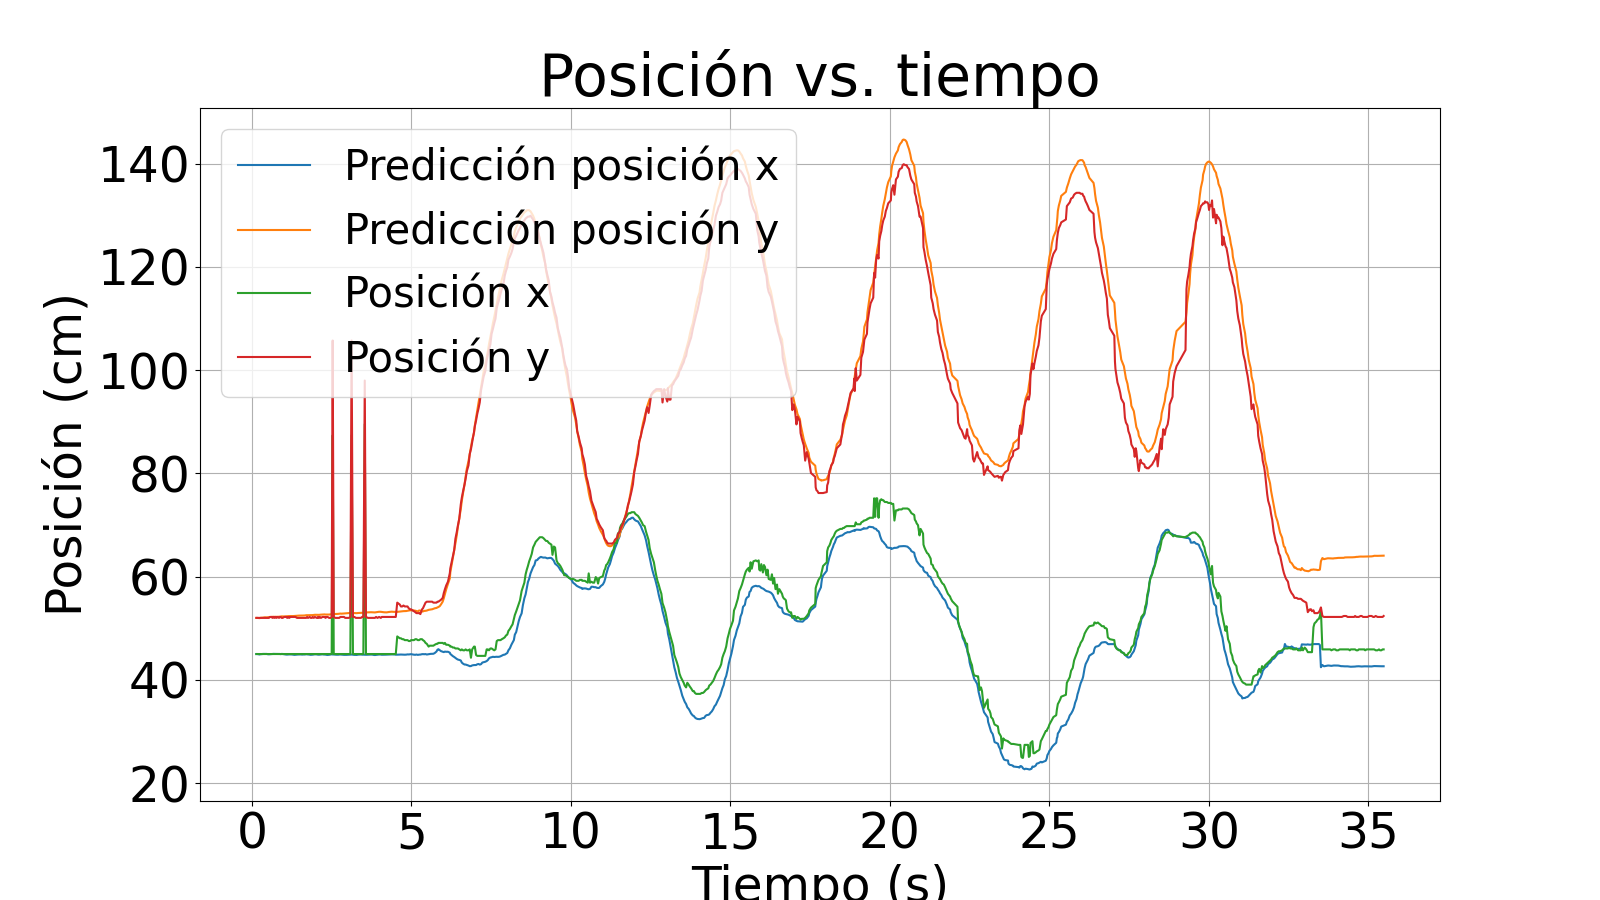 Posición vs. tiempo
Predicción posición x
Predicción posición y
Posición x
Posición y
Posición (cm)
140
120
100
80
60
40
20
0 5 10 15 20 25 30 35
Tiempo (s)